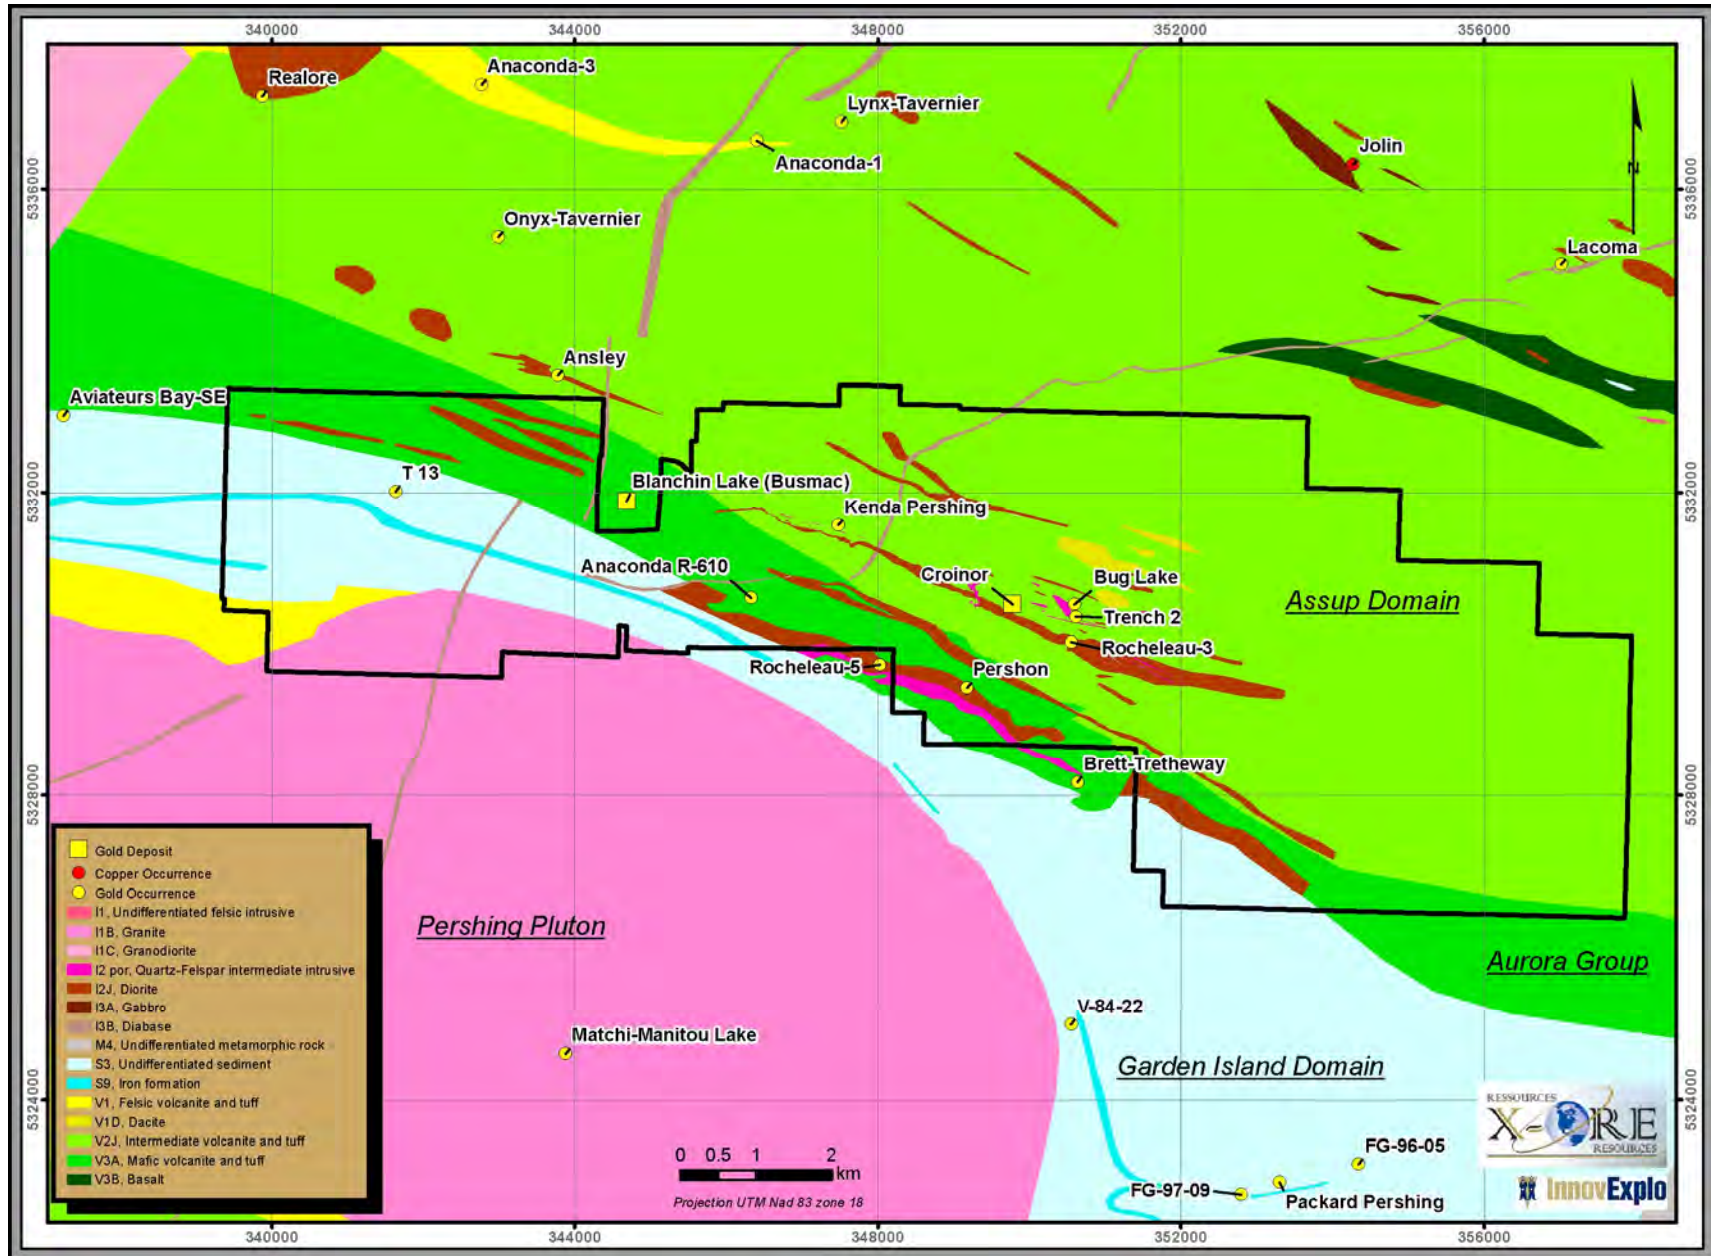 340000 344000 348000 352000 356000
Realore
Anaconda-3
Lynx-Tavernier
Anaconda-1
Jolin
N
5336000
5336000
Onyx-Tavernier
Lacoma
Ansley
Aviateurs Bay-SE
T 13
Blanchin Lake (Busmac)
5332000
5332000
Kenda Pershing
Anaconda R-610
Croinor
Bug Lake
Assup Domain
Trench 2
Rocheleau-3
Rocheleau-5
Pershon
Brett-Tretheway
5328000
5328000
Gold Deposit
Copper Occurrence
Gold Occurrence
I1, Undifferentiated felsic intrusive
I1B, Granite
I1C, Granodiorite
I2 por, Quartz-Felspar intermediate intrusive
I2J, Diorite
I3A, Gabbro
I3B, Diabase
M4, Undifferentiated metamorphic rock
S3, Undifferentiated sediment
S9, Iron formation
V1, Felsic volcanite and tuff
V1D, Dacite
V2J, Intermediate volcanite and tuff
V3A, Mafic volcanite and tuff
V3B, Basalt
Pershing Pluton
Aurora Group
V-84-22
Matchi-Manitou Lake
Garden Island Domain
5324000
5324000
RESSOURCES
X-ORE
RESOURCES
FG-96-05
0 0.5 1 2
km
FG-97-09
Packard Pershing
InnovExplo
Projection UTM Nad 83 zone 18
340000 344000 348000 352000 356000